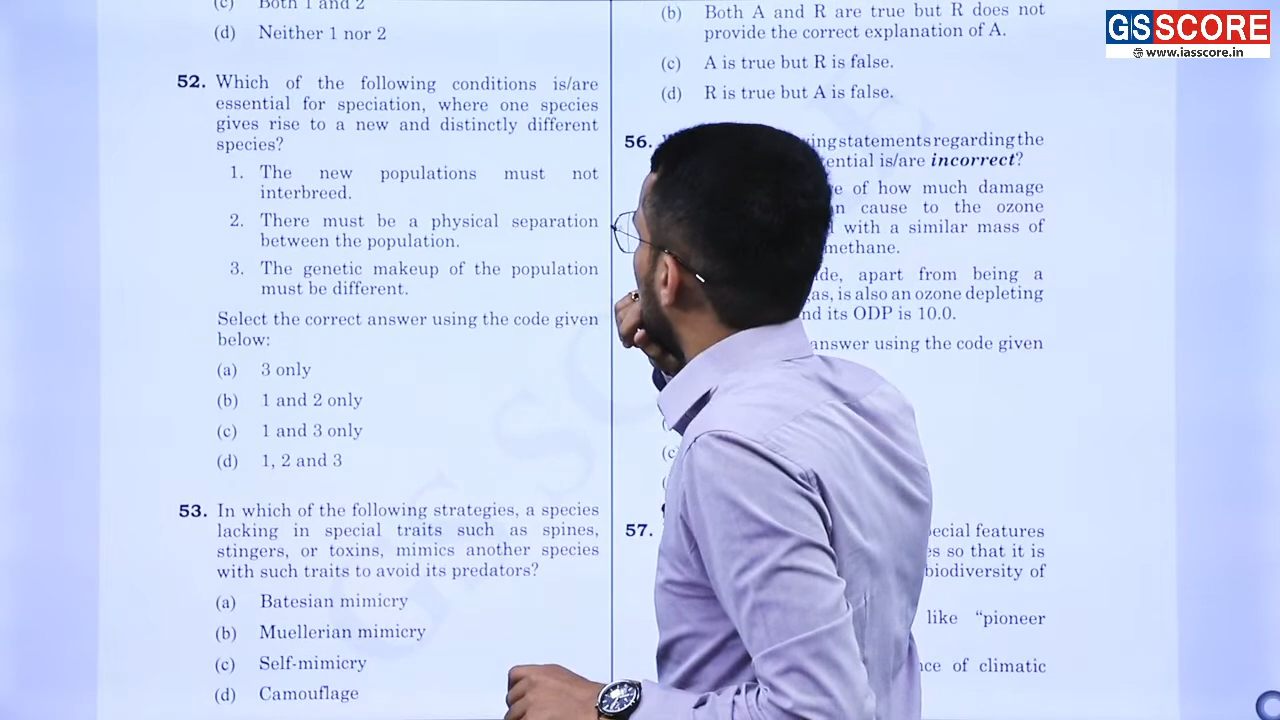 (c) Both 1 and 2
(d) Neither 1 nor 2
52. Which of the following conditions is/are
essential for speciation, where one species
gives rise to a new and distinctly different
species?
1. The new populations must not
interbreed.
2. There must be a physical separation
between the population.
3. The genetic makeup of the population
must be different.
Select the correct answer using the code given
below:
(a) 3 only
(b) 1 and 2 only
(c) 1 and 3 only
(d) 1, 2 and 3
53. In which of the following strategies, a species
lacking in special traits such as spines,
stingers, or toxins, mimics another species
with such traits to avoid its predators?
(a) Batesian mimicry
(b) Muellerian mimicry
(c) Self-mimicry
(d) Camouflage
(b) Both A and R are true but R does not
provide the correct explanation of A.
(c) A is true but R is false.
(d) R is true but A is false.
56. statements regarding the
is/are incorrect?
of how much damage
cause to the ozone
with a similar mass of
methane.
apart from being a
is also an ozone depleting
its ODP is 10.0.
answer using the code given
(c)
57. features
so that it is
biodiversity of
like "pioneer
of climatic
GS SCORE
GSSCORE
www.iasscore.in